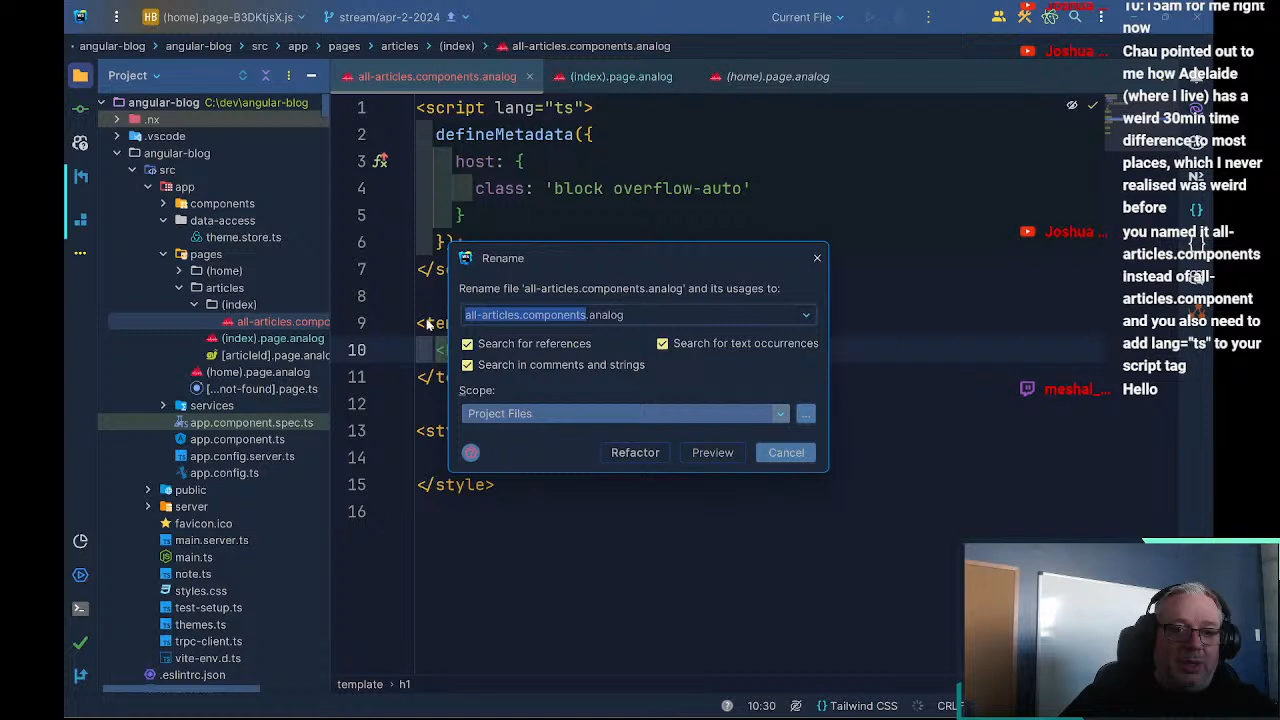 HB (home).page-B3DKtjsX.js
stream/apr-2-2024
Current File
angular-blog
angular-blog
src
app
pages
articles
(index)
all-articles.components.analog
Project
all-articles.components.analog
(index).page.analog
(home).page.analog
angular-blog C:\dev\angular-blog
.nx
.vscode
angular-blog
src
app
components
data-access
theme.store.ts
pages
(home)
articles
(index)
all-articles.compo
(index).page.analog
[articleId].page.analo
(home).page.analog
[...not-found].page.ts
services
app.component.spec.ts
app.component.ts
app.config.server.ts
app.config.ts
public
server
favicon.ico
main.server.ts
main.ts
note.ts
styles.css
test-setup.ts
themes.ts
trpc-client.ts
vite-env.d.ts
.eslintrc.json
1 <script lang="ts">
2 defineMetadata({
3 host: {
4 class: 'block overflow-auto'
5 }
6 })
7 </s
8
9 <te
10 <
11 </t
12
13 <st
14
15 </style>
16
Rename
Rename file 'all-articles.components.analog' and its usages to:
all-articles.components.analog
Search for references
Search for text occurrences
Search in comments and strings
Scope:
Project Files
...
Refactor
Preview
Cancel
template
h1
10:30
Tailwind CSS
CRL
Joshua ...
10:15am for me right
now
Joshua ...
Chau pointed out to
me how Adelaide
(where I live) has a
weird 30min time
difference to most
places, which I never
realised was weird
before
Joshua ...
you named it all-
articles.components
instead of all-
articles.component
and you also need to
add lang="ts" to your
script tag
meshal_...
Hello